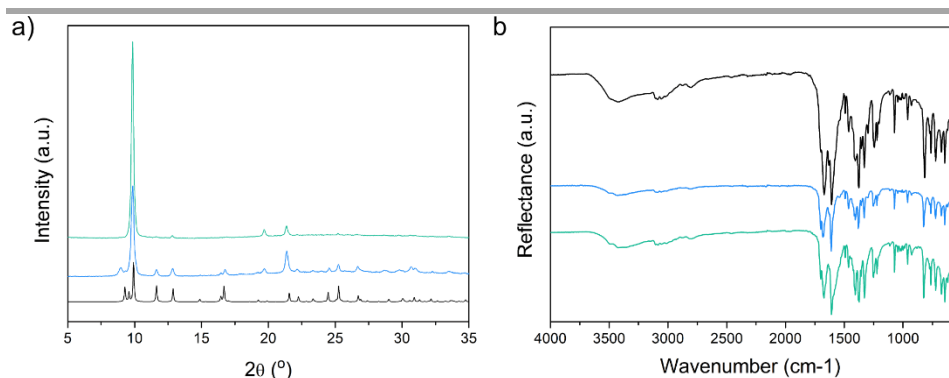 a)
Intensity (a.u.)
5 10 15 20 25 30 35
2θ (°)
b
Reflectance (a.u.)
4000 3500 3000 2500 2000 1500 1000
Wavenumber (cm-1)